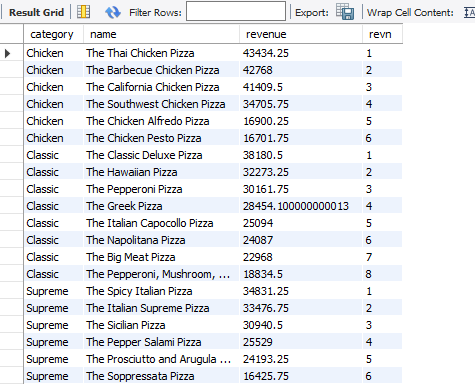 Result Grid Filter Rows: Export: Wrap Cell Content:
category name revenue revn
Chicken The Thai Chicken Pizza 43434.25 1
Chicken The Barbecue Chicken Pizza 42768 2
Chicken The California Chicken Pizza 41409.5 3
Chicken The Southwest Chicken Pizza 34705.75 4
Chicken The Chicken Alfredo Pizza 16900.25 5
Chicken The Chicken Pesto Pizza 16701.75 6
Classic The Classic Deluxe Pizza 38180.5 1
Classic The Hawaiian Pizza 32273.25 2
Classic The Pepperoni Pizza 30161.75 3
Classic The Greek Pizza 28454.100000000013 4
Classic The Italian Capocollo Pizza 25094 5
Classic The Napolitana Pizza 24087 6
Classic The Big Meat Pizza 22968 7
Classic The Pepperoni, Mushroom, ... 18834.5 8
Supreme The Spicy Italian Pizza 34831.25 1
Supreme The Italian Supreme Pizza 33476.75 2
Supreme The Sicilian Pizza 30940.5 3
Supreme The Pepper Salami Pizza 25529 4
Supreme The Prosciutto and Arugula ... 24193.25 5
Supreme The Soppressata Pizza 16425.75 6